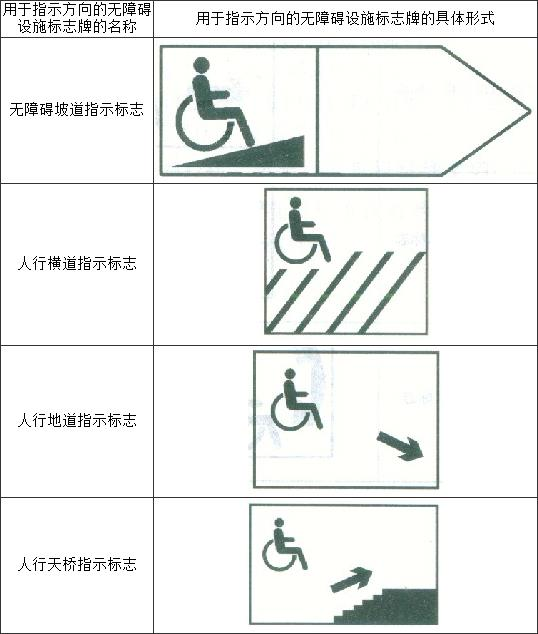 用于指示方向的无障碍
设施标志牌的名称
用于指示方向的无障碍设施标志牌的具体形式
无障碍坡道指示标志
人行横道指示标志
人行地道指示标志
人行天桥指示标志